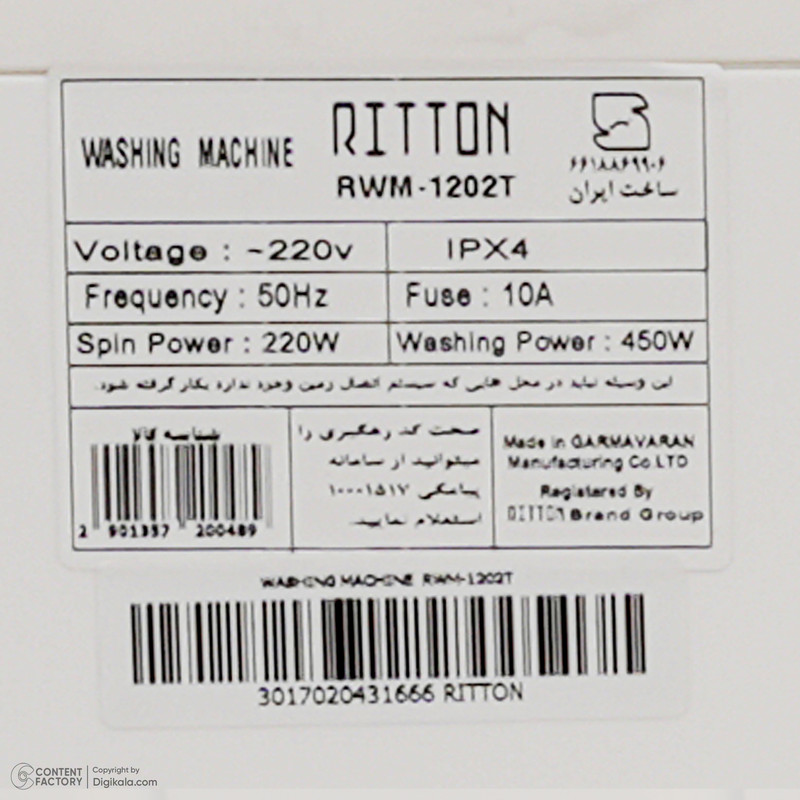 WASHING MACHINE
RITTON
RWM-1202T
۶۶۱۸۸۶۹۹۰۶
ساخت ایران
Voltage : ~220v
IPX4
Frequency : 50Hz
Fuse : 10A
Spin Power : 220W
Washing Power : 450W
این وسیله نباید در محل هایی که سیستم اتصال زمین وجود ندارد بکار گرفته شود.
شناسه کالا
2 901357 200489
صحت کد رهگیری را
میتوانید از سامانه
پیامکی ۱۰۰۰۱۵۱۷
استعلام نمایید.
Made in GARMAVARAN
Manufacturing Co.LTD
Registered By
RITTON Brand Group
WASHING MACHINE RWM-1202T
3017020431666 RITTON
CONTENT FACTORY
Copyright by
Digikala.com